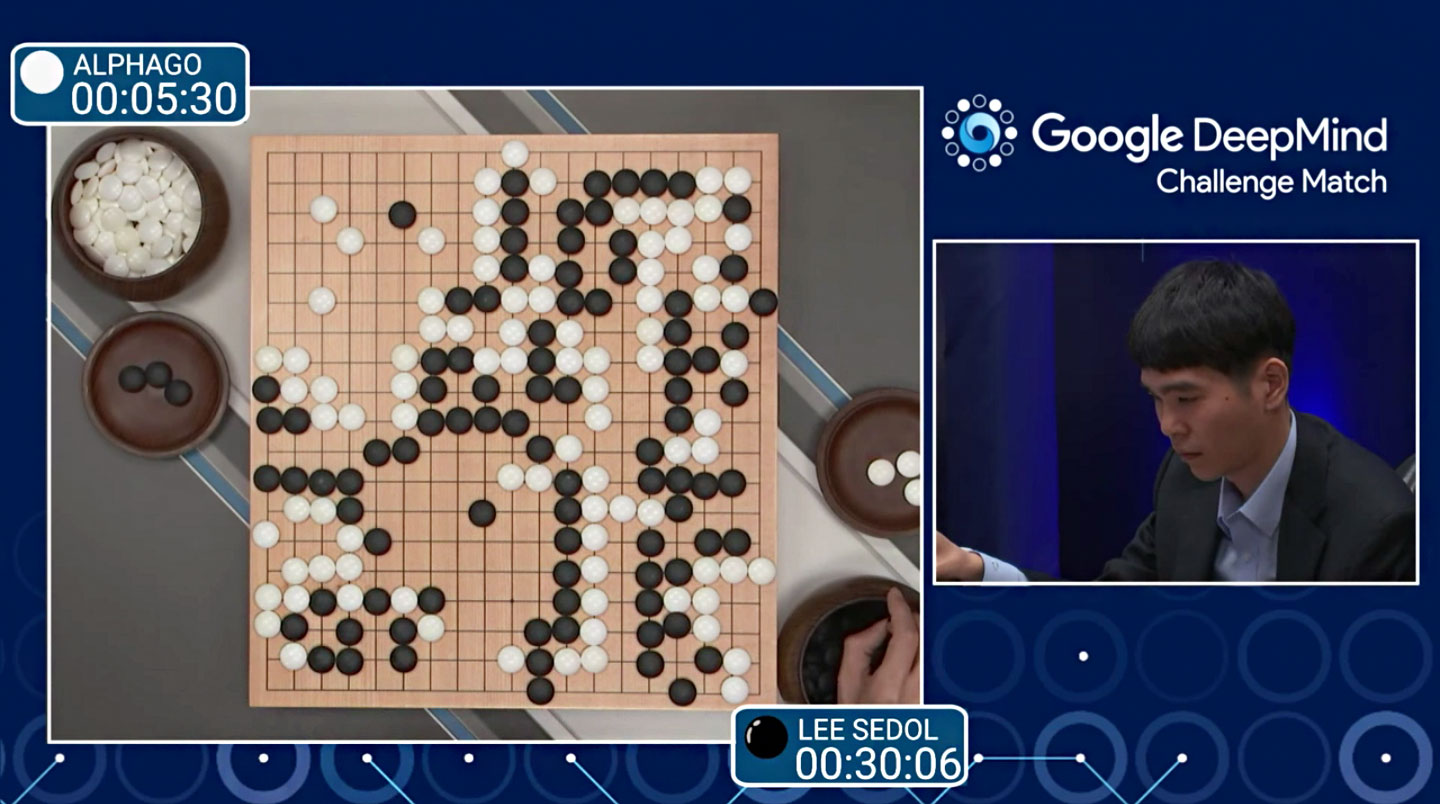 ALPHAGO
00:05:30
Google DeepMind
Challenge Match
LEE SEDOL
00:30:06